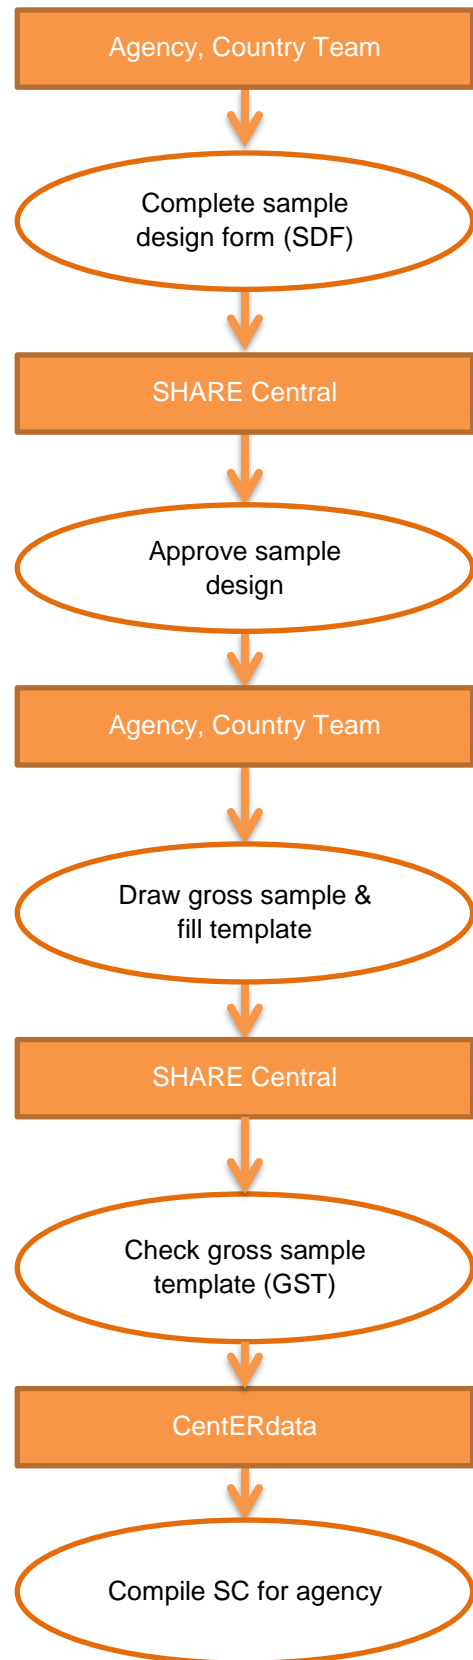 Agency, Country Team
Complete sample
design form (SDF)
SHARE Central
Approve sample
design
Agency, Country Team
Draw gross sample &
fill template
SHARE Central
Check gross sample
template (GST)
CentERdata
Compile SC for agency